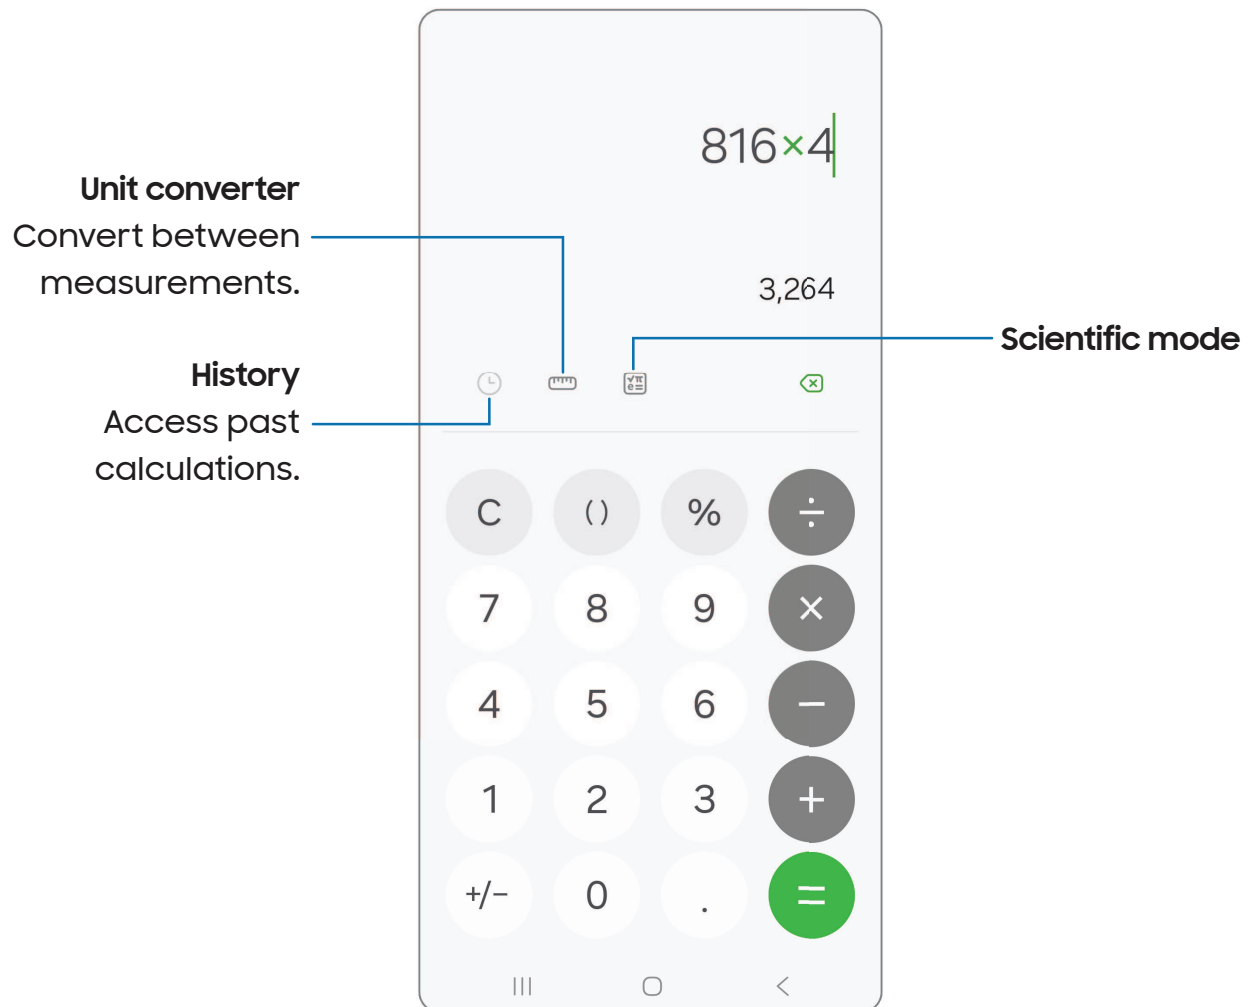 816×4
Unit converter
Convert between
measurements.
3,264
Scientific mode
History
Access past
calculations.
√π
e=
C () % ÷
7 8 9 ×
4 5 6 −
1 2 3 +
+/− 0 . =